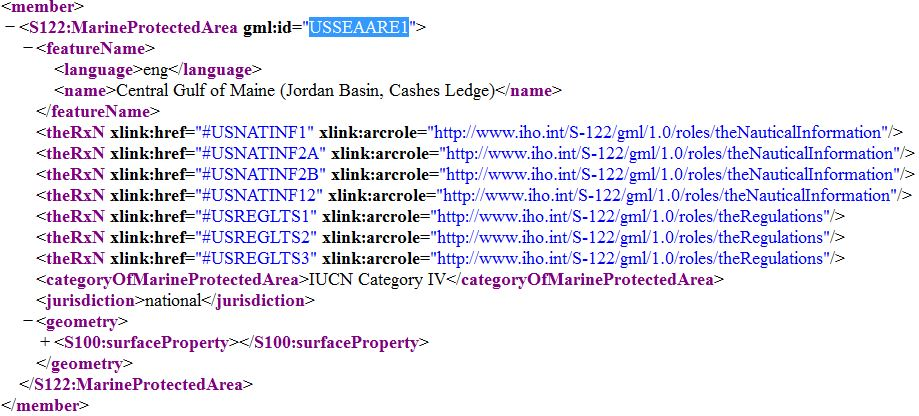 <member>
− <S122:MarineProtectedArea gml:id="USSEAARE1">
− <featureName>
<language>eng</language>
<name>Central Gulf of Maine (Jordan Basin, Cashes Ledge)</name>
</featureName>
<theRxN xlink:href="#USNATINF1" xlink:arcrole="http://www.iho.int/S-122/gml/1.0/roles/theNauticalInformation"/>
<theRxN xlink:href="#USNATINF2A" xlink:arcrole="http://www.iho.int/S-122/gml/1.0/roles/theNauticalInformation"/>
<theRxN xlink:href="#USNATINF2B" xlink:arcrole="http://www.iho.int/S-122/gml/1.0/roles/theNauticalInformation"/>
<theRxN xlink:href="#USNATINF12" xlink:arcrole="http://www.iho.int/S-122/gml/1.0/roles/theNauticalInformation"/>
<theRxN xlink:href="#USREGLTS1" xlink:arcrole="http://www.iho.int/S-122/gml/1.0/roles/theRegulations"/>
<theRxN xlink:href="#USREGLTS2" xlink:arcrole="http://www.iho.int/S-122/gml/1.0/roles/theRegulations"/>
<theRxN xlink:href="#USREGLTS3" xlink:arcrole="http://www.iho.int/S-122/gml/1.0/roles/theRegulations"/>
<categoryOfMarineProtectedArea>IUCN Category IV</categoryOfMarineProtectedArea>
<jurisdiction>national</jurisdiction>
− <geometry>
+ <S100:surfaceProperty></S100:surfaceProperty>
</geometry>
</S122:MarineProtectedArea>
</member>